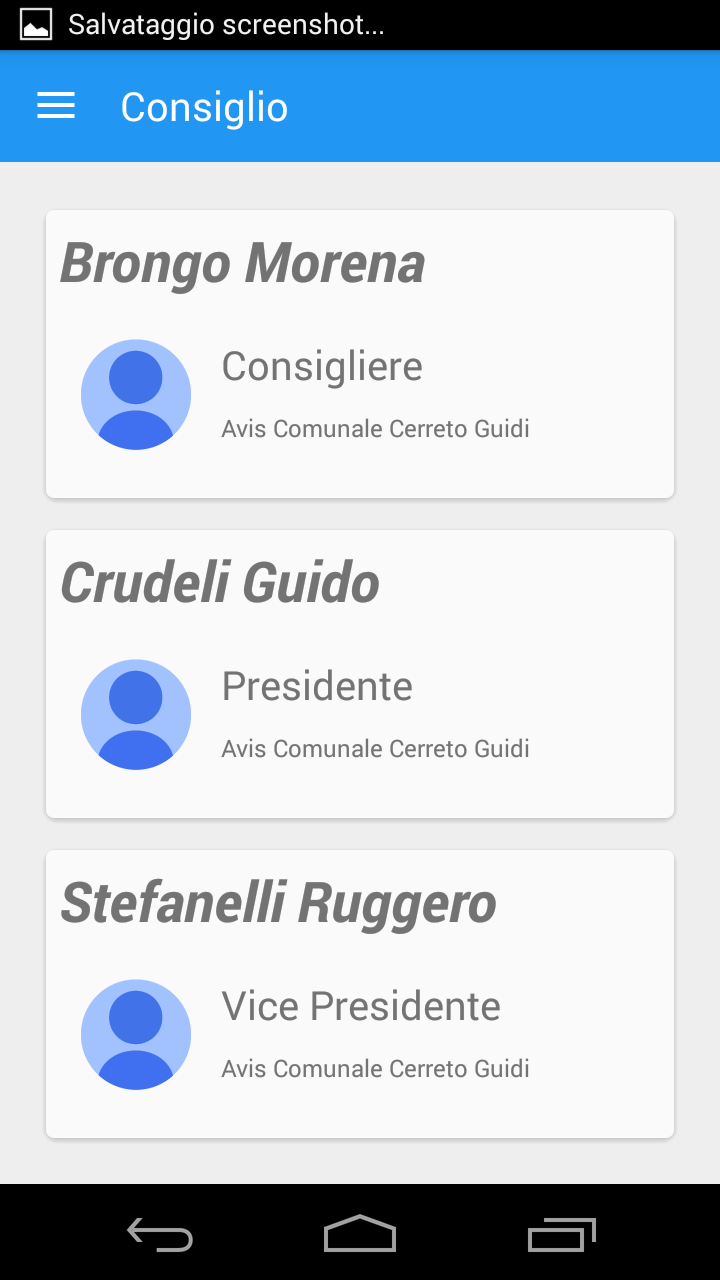 Salvataggio screenshot...
Consiglio
Brongo Morena
Consigliere
Avis Comunale Cerreto Guidi
Crudeli Guido
Presidente
Avis Comunale Cerreto Guidi
Stefanelli Ruggero
Vice Presidente
Avis Comunale Cerreto Guidi